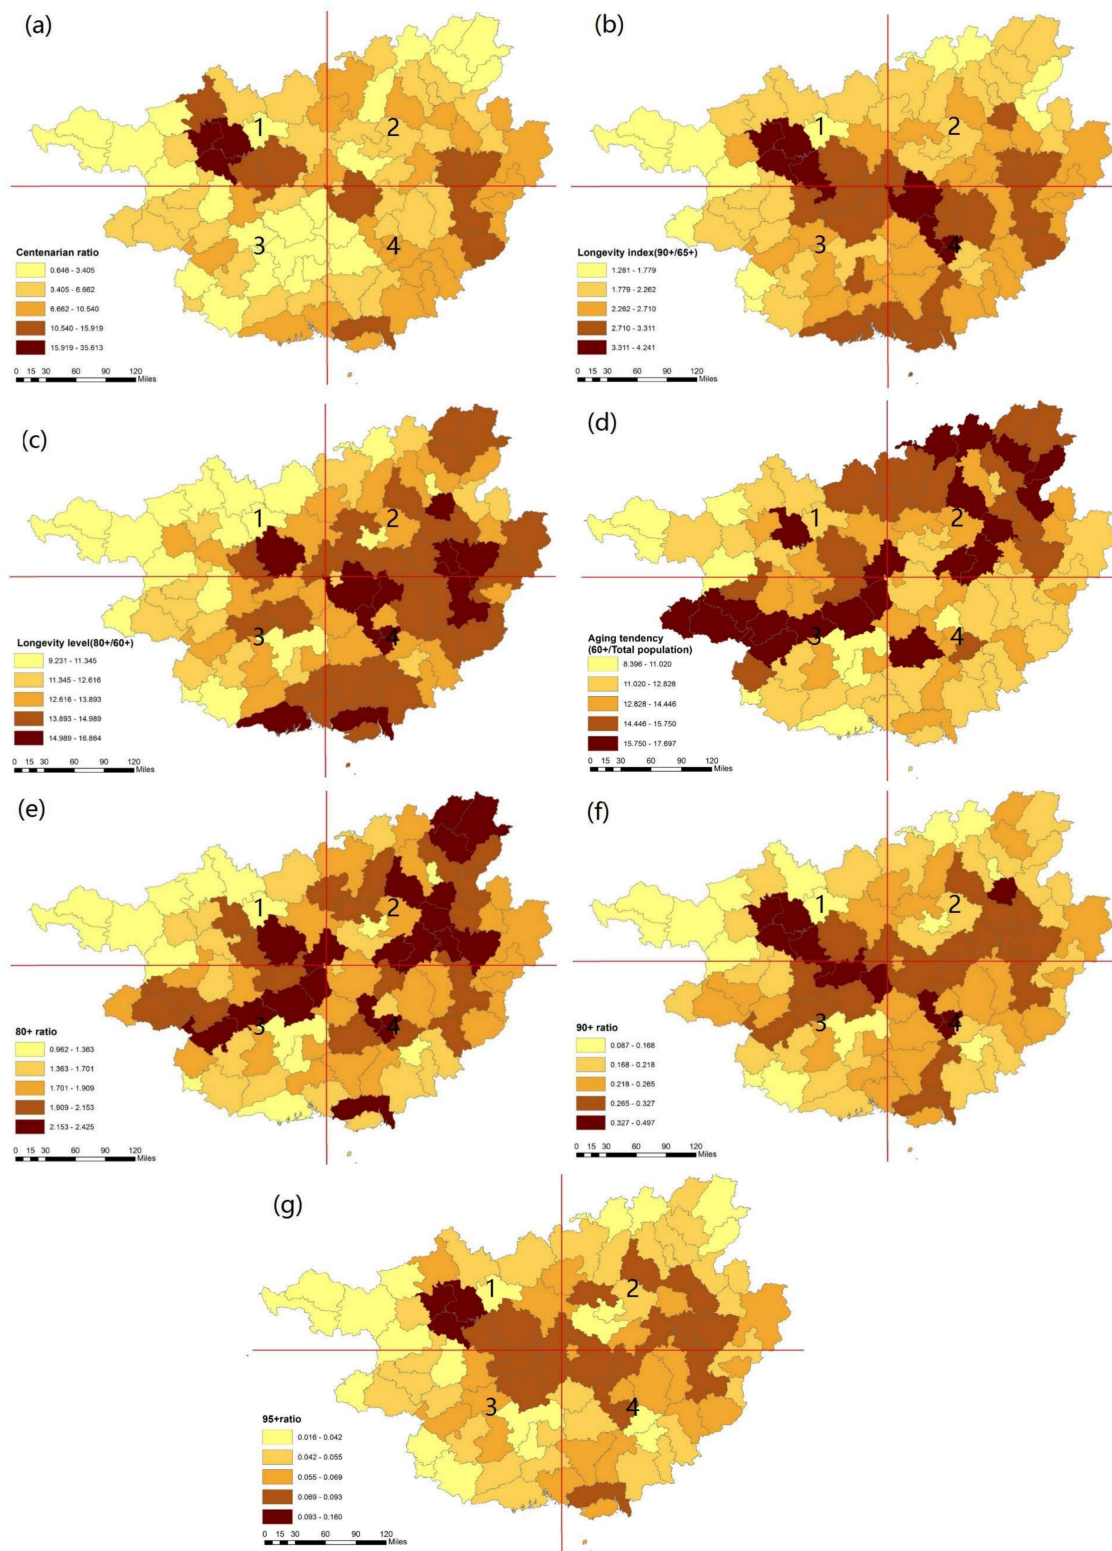 (a)
1
2
3
4
Centenarian ratio
0.646 - 3.405
3.405 - 6.662
6.662 - 10.540
10.540 - 15.919
15.919 - 35.613
0 15 30 60 90 120
Miles
(b)
1
2
3
4
Longevity index(90+/65+)
1.281 - 1.779
1.779 - 2.262
2.262 - 2.710
2.710 - 3.311
3.311 - 4.241
0 15 30 60 90 120
Miles
(c)
1
2
3
4
Longevity level(80+/60+)
9.231 - 11.345
11.345 - 12.616
12.616 - 13.893
13.893 - 14.989
14.989 - 16.864
0 15 30 60 90 120
Miles
(d)
1
2
3
4
Aging tendency
(60+/Total population)
8.396 - 11.020
11.020 - 12.828
12.828 - 14.446
14.446 - 15.750
15.750 - 17.697
0 15 30 60 90 120
Miles
(e)
1
2
3
4
80+ ratio
0.962 - 1.363
1.363 - 1.701
1.701 - 1.909
1.909 - 2.153
2.153 - 2.425
0 15 30 60 90 120
Miles
(f)
1
2
3
4
90+ ratio
0.087 - 0.168
0.168 - 0.218
0.218 - 0.265
0.265 - 0.327
0.327 - 0.497
0 15 30 60 90 120
Miles
(g)
1
2
3
4
95+ratio
0.016 - 0.042
0.042 - 0.055
0.055 - 0.069
0.069 - 0.093
0.093 - 0.160
0 15 30 60 90 120
Miles